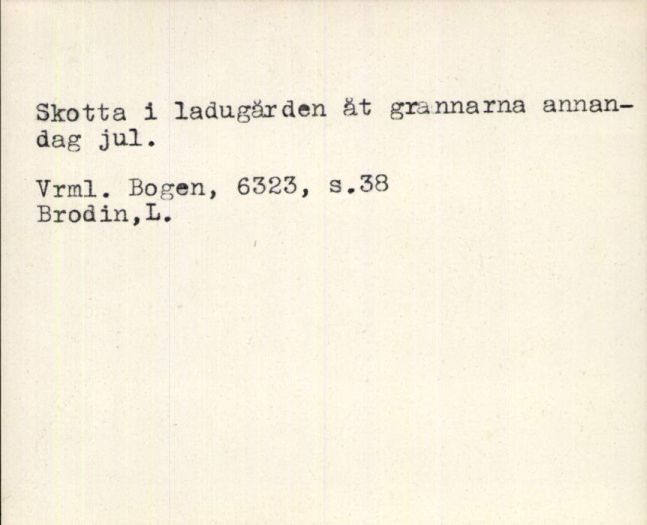 Skotta i ladugården åt grannarna annan-
dag jul.
Vrml. Bogen, 6323, s.38
Brodin,L.